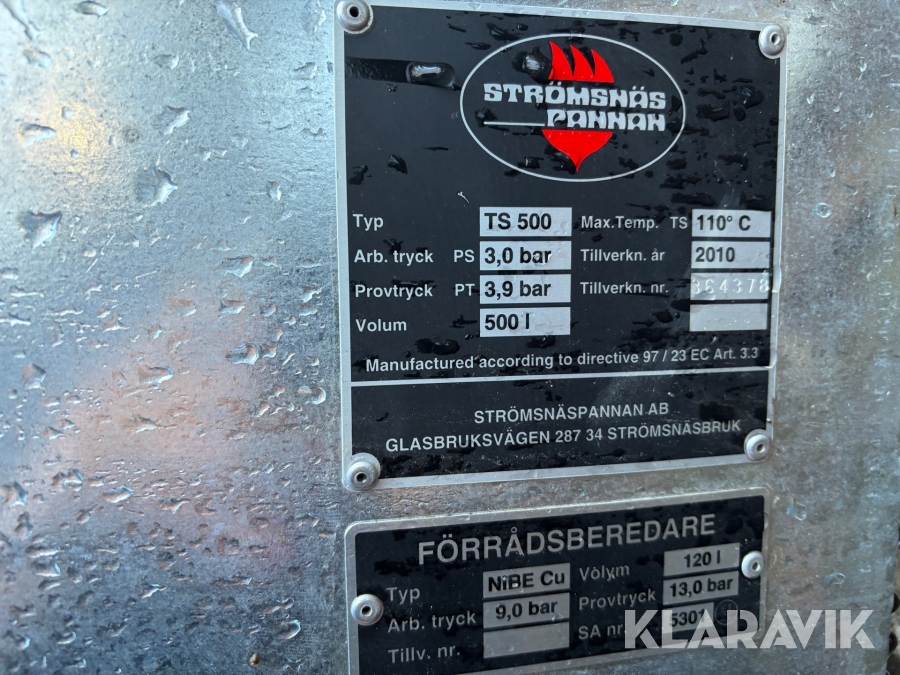 STRÖMSNÄS
PANNAN
Typ TS 500 Max.Temp. TS 110° C
Arb. tryck PS 3,0 bar Tillverkn. år 2010
Provtryck PT 3,9 bar Tillverkn. nr. 364378
Volum 500 l
Manufactured according to directive 97 / 23 EC Art. 3.3
STRÖMSNÄSPANNAN AB
GLASBRUKSVÄGEN 287 34 STRÖMSNÄSBRUK
FÖRRÅDSBEREDARE
Typ NiBE Cu Volym 120 l
Arb. tryck 9,0 bar Provtryck 13,0 bar
Tillv. nr. SA nr.
KLARAVIK